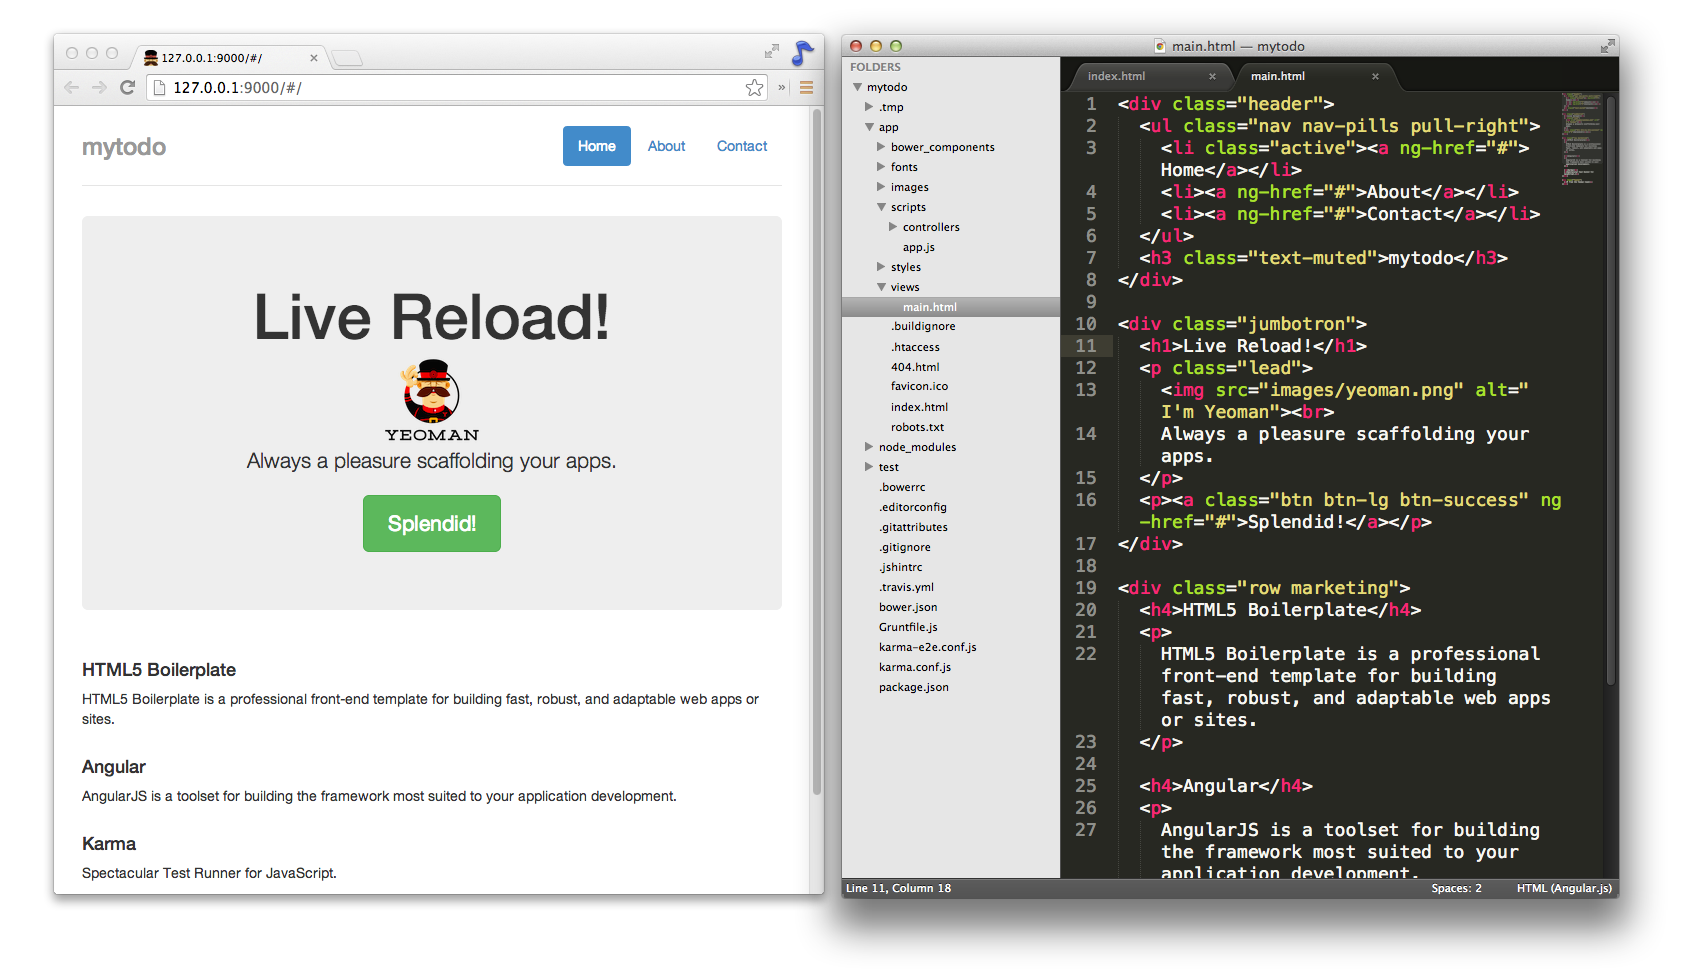 127.0.0.1:9000/#/
127.0.0.1:9000/#/
mytodo
Home
About
Contact
Live Reload!
YEOMAN
Always a pleasure scaffolding your apps.
Splendid!
HTML5 Boilerplate
HTML5 Boilerplate is a professional front-end template for building fast, robust, and adaptable web apps or
sites.
Angular
AngularJS is a toolset for building the framework most suited to your application development.
Karma
Spectacular Test Runner for JavaScript.
main.html — mytodo
FOLDERS
mytodo
.tmp
app
bower_components
fonts
images
scripts
controllers
app.js
styles
views
main.html
.buildignore
.htaccess
404.html
favicon.ico
index.html
robots.txt
node_modules
test
.bowerrc
.editorconfig
.gitattributes
.gitignore
.jshintrc
.travis.yml
bower.json
Gruntfile.js
karma-e2e.conf.js
karma.conf.js
package.json
index.html
main.html
1 <div class="header">
2 <ul class="nav nav-pills pull-right">
3 <li class="active"><a ng-href="#">
Home</a></li>
4 <li><a ng-href="#">About</a></li>
5 <li><a ng-href="#">Contact</a></li>
6 </ul>
7 <h3 class="text-muted">mytodo</h3>
8 </div>
9
10 <div class="jumbotron">
11 <h1>Live Reload!</h1>
12 <p class="lead">
13 <img src="images/yeoman.png" alt="
I'm Yeoman"><br>
14 Always a pleasure scaffolding your
apps.
15 </p>
16 <p><a class="btn btn-lg btn-success" ng
-href="#">Splendid!</a></p>
17 </div>
18
19 <div class="row marketing">
20 <h4>HTML5 Boilerplate</h4>
21 <p>
22 HTML5 Boilerplate is a professional
front-end template for building
fast, robust, and adaptable web apps
or sites.
23 </p>
24
25 <h4>Angular</h4>
26 <p>
27 AngularJS is a toolset for building
the framework most suited to your
application development.
Line 11, Column 18
Spaces: 2
HTML (Angular.js)